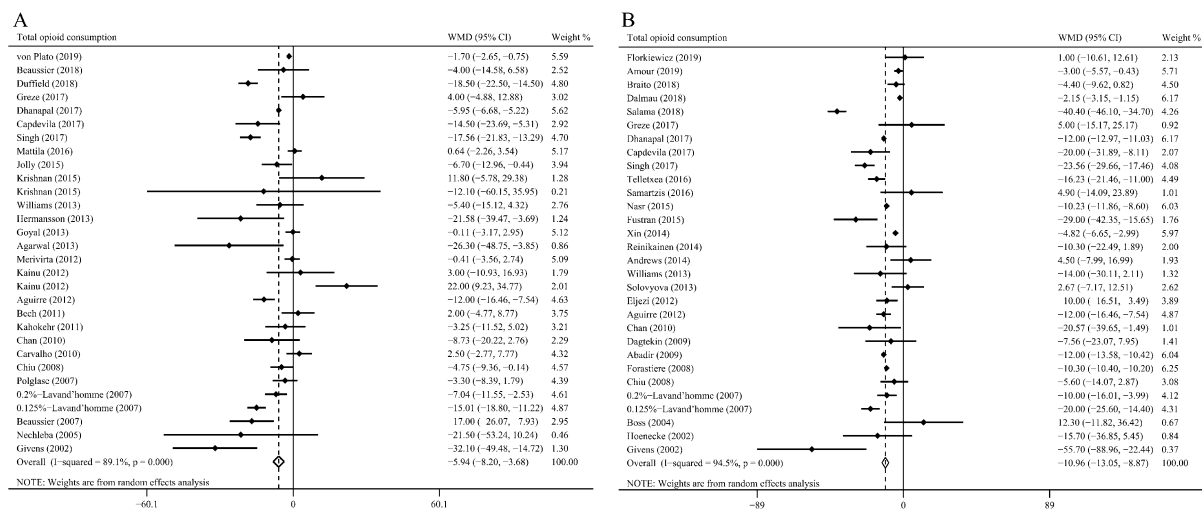 A
Total opioid consumption WMD (95% CI) Weight %
von Plato (2019) −1.70 (−2.65, −0.75) 5.59
Beaussier (2018) −4.00 (−14.58, 6.58) 2.52
Duffield (2018) −18.50 (−22.50, −14.50) 4.80
Greze (2017) 4.00 (−4.88, 12.88) 3.02
Dhanapal (2017) −5.95 (−6.68, −5.22) 5.62
Capdevila (2017) −14.50 (−23.69, −5.31) 2.92
Singh (2017) −17.56 (−21.83, −13.29) 4.70
Mattila (2016) 0.64 (−2.26, 3.54) 5.17
Jolly (2015) −6.70 (−12.96, −0.44) 3.94
Krishnan (2015) 11.80 (−5.78, 29.38) 1.28
Krishnan (2015) −12.10 (−60.15, 35.95) 0.21
Williams (2013) −5.40 (−15.12, 4.32) 2.76
Hermansson (2013) −21.58 (−39.47, −3.69) 1.24
Goyal (2013) −0.11 (−3.17, 2.95) 5.12
Agarwal (2013) −26.30 (−48.75, −3.85) 0.86
Merivirta (2012) −0.41 (−3.56, 2.74) 5.09
Kainu (2012) 3.00 (−10.93, 16.93) 1.79
Kainu (2012) 22.00 (9.23, 34.77) 2.01
Aguirre (2012) −12.00 (−16.46, −7.54) 4.63
Bech (2011) 2.00 (−4.77, 8.77) 3.75
Kahokehr (2011) −3.25 (−11.52, 5.02) 3.21
Chan (2010) −8.73 (−20.22, 2.76) 2.29
Carvalho (2010) 2.50 (−2.77, 7.77) 4.32
Chiu (2008) −4.75 (−9.36, −0.14) 4.57
Polglasc (2007) −3.30 (−8.39, 1.79) 4.39
0.2%−Lavand'homme (2007) −7.04 (−11.55, −2.53) 4.61
0.125%−Lavand'homme (2007) −15.01 (−18.80, −11.22) 4.87
Beaussier (2007) 17.00 ( 26.07, 7.93) 2.95
Nechleba (2005) −21.50 (−53.24, 10.24) 0.46
Givens (2002) −32.10 (−49.48, −14.72) 1.30
Overall (I−squared = 89.1%, p = 0.000) −5.94 (−8.20, −3.68) 100.00
NOTE: Weights are from random effects analysis
−60.1 0 60.1
B
Total opioid consumption WMD (95% CI) Weight %
Florkiewicz (2019) 1.00 (−10.61, 12.61) 2.13
Amour (2019) −3.00 (−5.57, −0.43) 5.71
Braito (2018) −4.40 (−9.62, 0.82) 4.50
Dalmau (2018) −2.15 (−3.15, −1.15) 6.17
Salama (2018) −40.40 (−46.10, −34.70) 4.26
Greze (2017) 5.00 (−15.17, 25.17) 0.92
Dhanapal (2017) −12.00 (−12.97, −11.03) 6.17
Capdevila (2017) −20.00 (−31.89, −8.11) 2.07
Singh (2017) −23.56 (−29.66, −17.46) 4.08
Telletxea (2016) −16.23 (−21.46, −11.00) 4.49
Samartzis (2016) 4.90 (−14.09, 23.89) 1.01
Nasr (2015) −10.23 (−11.86, −8.60) 6.03
Fustran (2015) −29.00 (−42.35, −15.65) 1.76
Xin (2014) −4.82 (−6.65, −2.99) 5.97
Reinikainen (2014) −10.30 (−22.49, 1.89) 2.00
Andrews (2014) 4.50 (−7.99, 16.99) 1.93
Williams (2013) −14.00 (−30.11, 2.11) 1.32
Solovyova (2013) 2.67 (−7.17, 12.51) 2.62
Eljezi (2012) 10.00 ( 16.51, 3.49) 3.89
Aguirre (2012) −12.00 (−16.46, −7.54) 4.87
Chan (2010) −20.57 (−39.65, −1.49) 1.01
Dagtekin (2009) −7.56 (−23.07, 7.95) 1.41
Abadir (2009) −12.00 (−13.58, −10.42) 6.04
Forastiere (2008) −10.30 (−10.40, −10.20) 6.25
Chiu (2008) −5.60 (−14.07, 2.87) 3.08
0.2%−Lavand'homme (2007) −10.00 (−16.01, −3.99) 4.12
0.125%−Lavand'homme (2007) −20.00 (−25.60, −14.40) 4.31
Boss (2004) 12.30 (−11.82, 36.42) 0.67
Hoenecke (2002) −15.70 (−36.85, 5.45) 0.84
Givens (2002) −55.70 (−88.96, −22.44) 0.37
Overall (I−squared = 94.5%, p = 0.000) −10.96 (−13.05, −8.87) 100.00
NOTE: Weights are from random effects analysis
−89 0 89